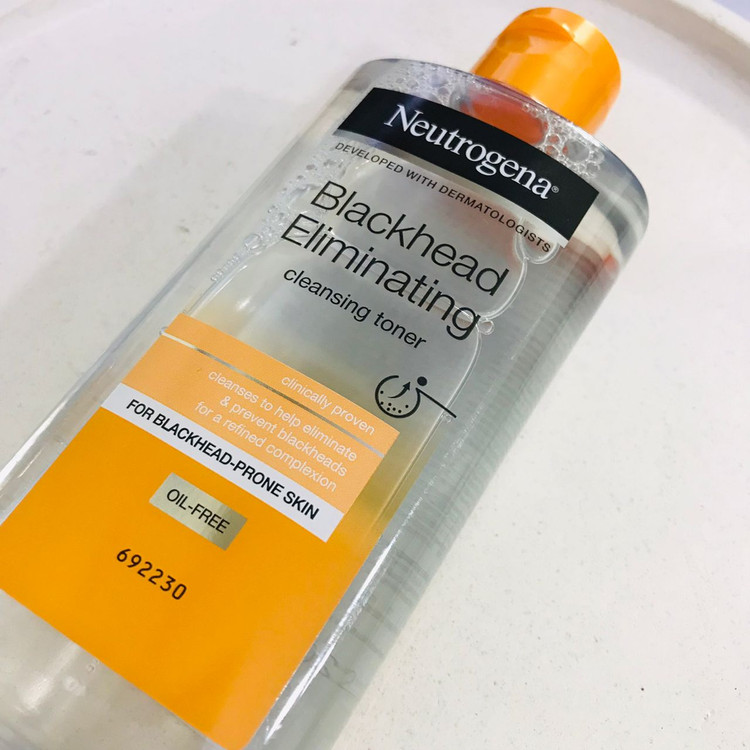 Neutrogena®
DEVELOPED WITH DERMATOLOGISTS
Blackhead
Eliminating
cleansing toner
clinically proven
cleanses to help eliminate
& prevent blackheads
for a refined complexion
FOR BLACKHEAD-PRONE SKIN
OIL-FREE
692230